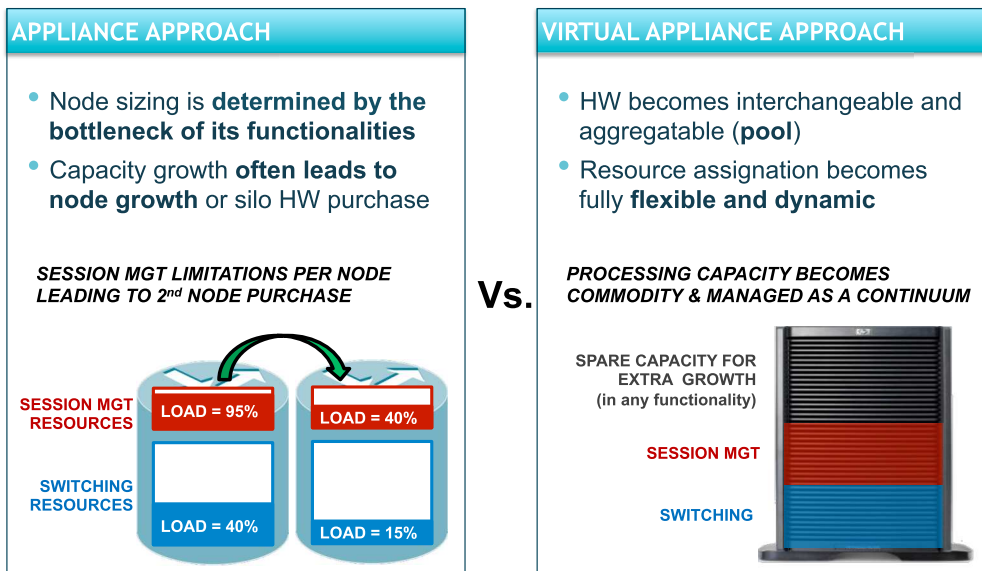 APPLIANCE APPROACH
• Node sizing is determined by the
bottleneck of its functionalities
• Capacity growth often leads to
node growth or silo HW purchase
SESSION MGT LIMITATIONS PER NODE
LEADING TO 2nd NODE PURCHASE
SESSION MGT
RESOURCES
LOAD = 95%
LOAD = 40%
SWITCHING
RESOURCES
LOAD = 40%
LOAD = 15%
Vs.
VIRTUAL APPLIANCE APPROACH
• HW becomes interchangeable and
aggregatable (pool)
• Resource assignation becomes
fully flexible and dynamic
PROCESSING CAPACITY BECOMES
COMMODITY & MANAGED AS A CONTINUUM
SPARE CAPACITY FOR
EXTRA GROWTH
(in any functionality)
SESSION MGT
SWITCHING